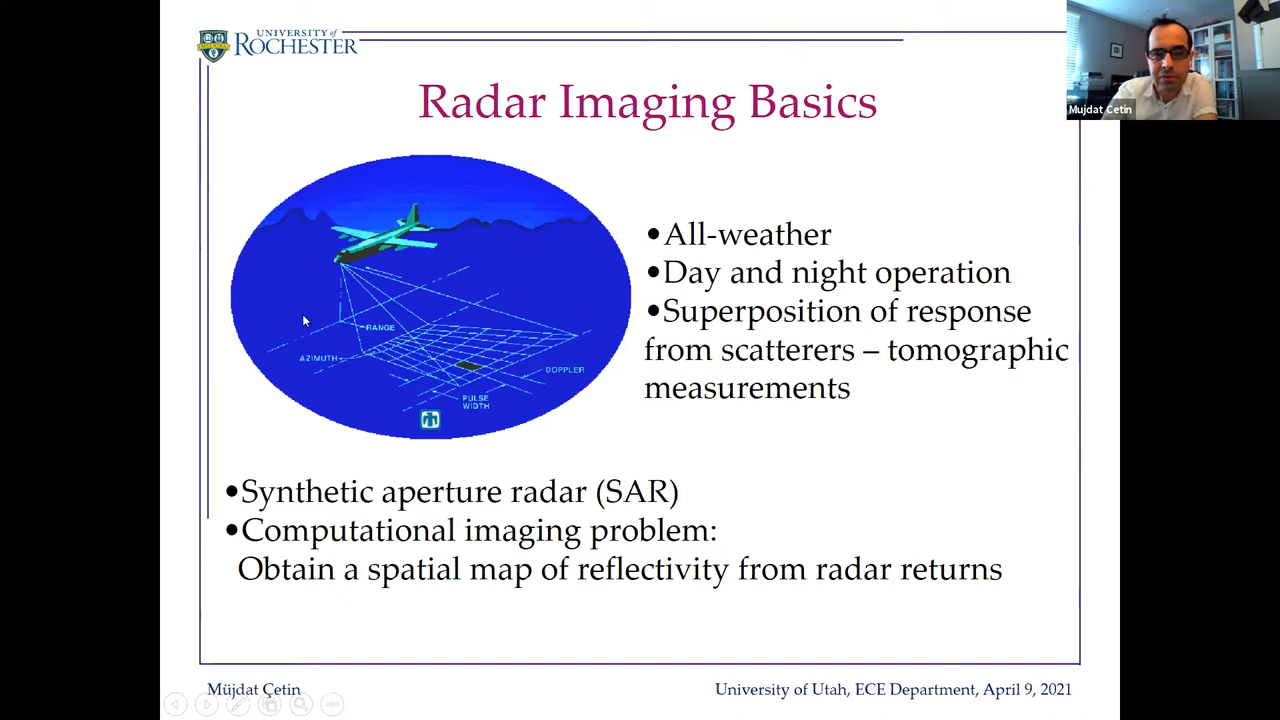 UNIVERSITY of
ROCHESTER
Mujdat Cetin
Radar Imaging Basics
RANGE
AZIMUTH
DOPPLER
PULSE
WIDTH
•All-weather
•Day and night operation
•Superposition of response
from scatterers – tomographic
measurements
•Synthetic aperture radar (SAR)
•Computational imaging problem:
Obtain a spatial map of reflectivity from radar returns
Müjdat Çetin
University of Utah, ECE Department, April 9, 2021